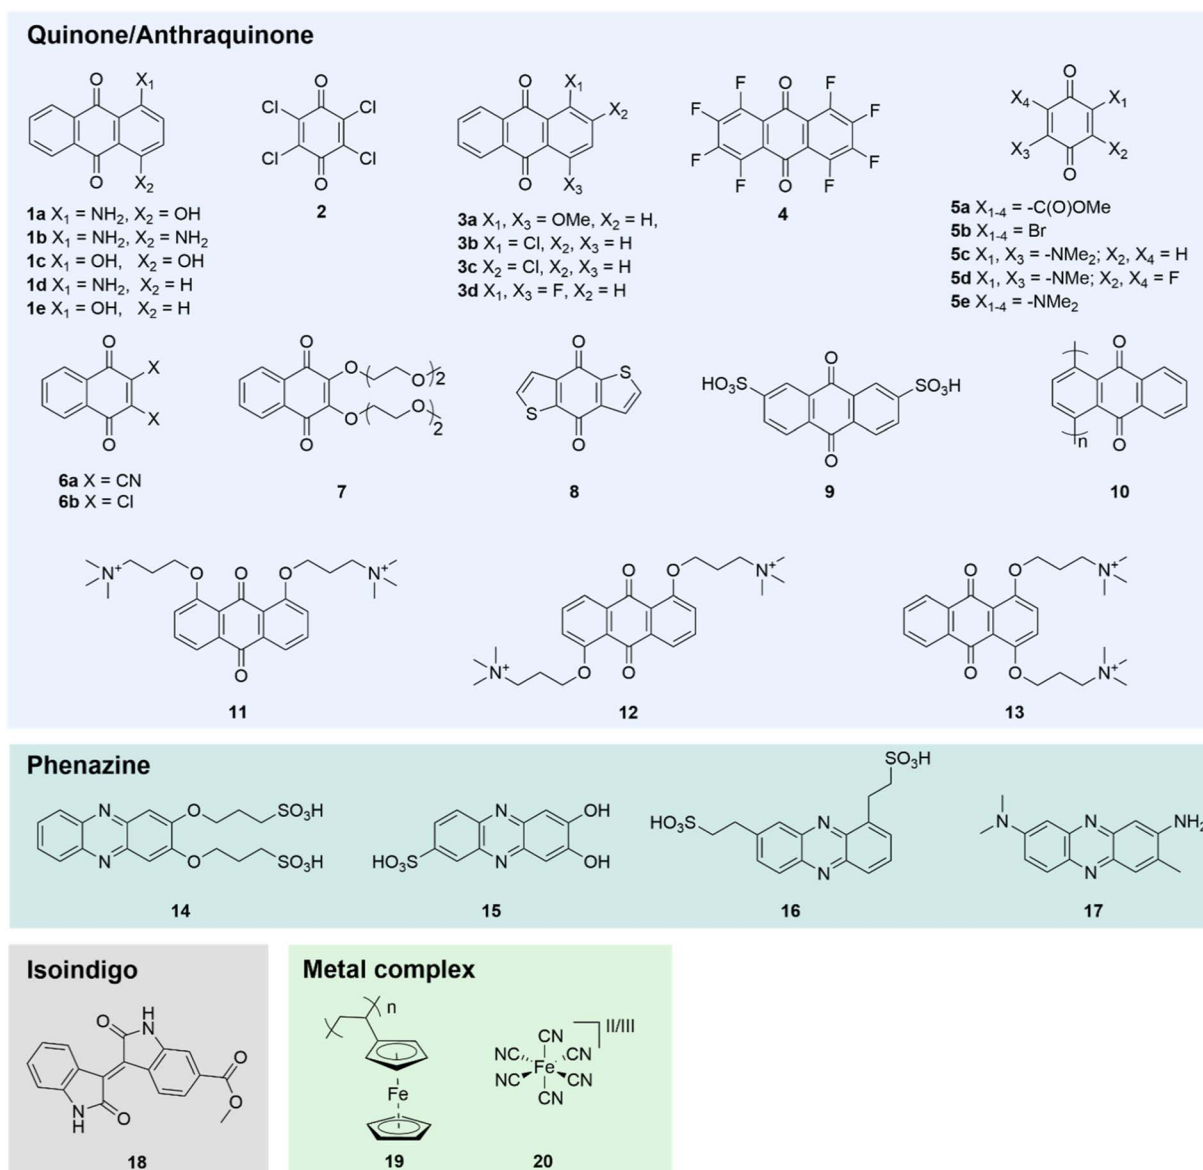 Quinone/Anthraquinone
O X₁
O X₂
1a X₁ = NH₂, X₂ = OH
1b X₁ = NH₂, X₂ = NH₂
1c X₁ = OH, X₂ = OH
1d X₁ = NH₂, X₂ = H
1e X₁ = OH, X₂ = H
O
Cl Cl
Cl Cl
O
2
O X₁
X₂
O X₃
3a X₁, X₃ = OMe, X₂ = H,
3b X₁ = Cl, X₂, X₃ = H
3c X₂ = Cl, X₂, X₃ = H
3d X₁, X₃ = F, X₂ = H
F O F
F F
F F
F O F
4
O
X₄ X₁
X₃ X₂
O
5a X₁₋₄ = -C(O)OMe
5b X₁₋₄ = Br
5c X₁, X₃ = -NMe₂; X₂, X₄ = H
5d X₁, X₃ = -NMe; X₂, X₄ = F
5e X₁₋₄ = -NMe₂
O
X
X
O
6a X = CN
6b X = Cl
O
O ( O )2
O ( O )2
O
7
O
S
S
O
8
O
HO₃S SO₃H
O
9
O
n O
10
N⁺ O O O N⁺
O
11
O O N⁺
N⁺ O O
12
O O N⁺
O O N⁺
13
Phenazine
N O SO₃H
N O SO₃H
14
N OH
HO₃S N OH
15
SO₃H
HO₃S N
N
16
N N NH₂
N
17
Isoindigo
H
O N
O
O
N O
H
18
Metal complex
n
Fe
19
CN II/III
NC CN
Fe
NC CN
CN
20